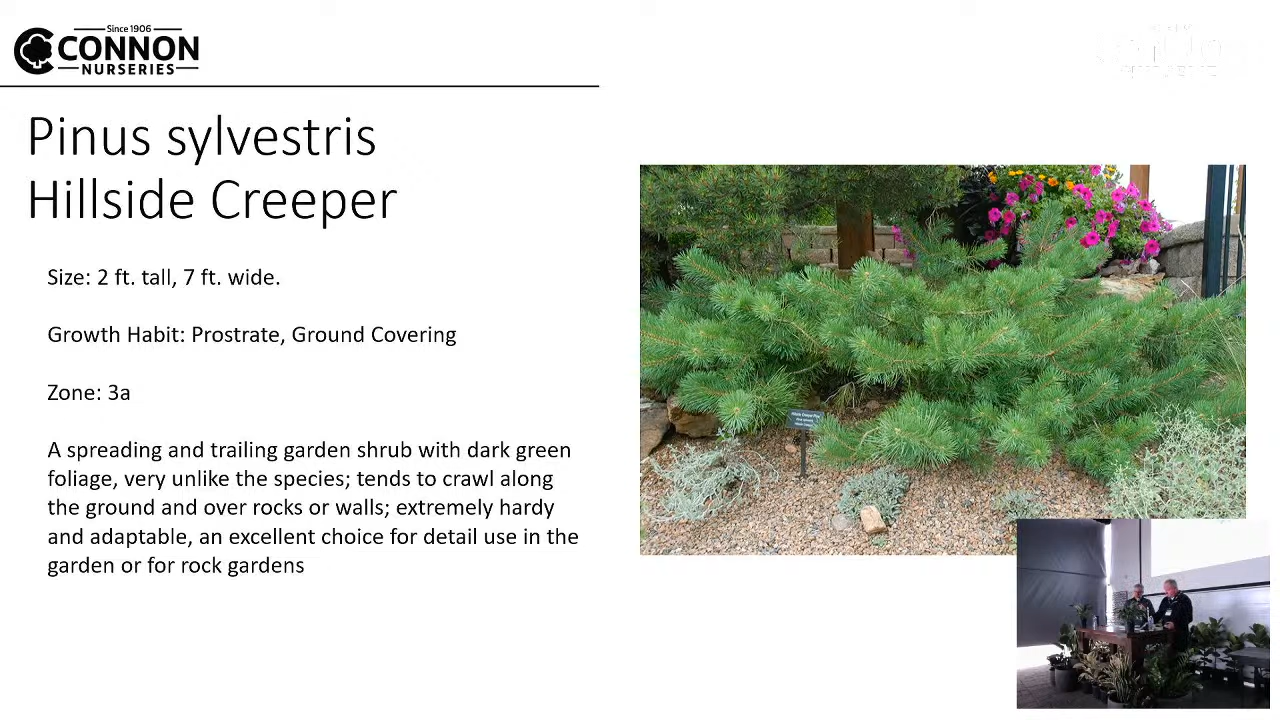 Since 1906
CONNON
NURSERIES
Pinus sylvestris
Hillside Creeper
Size: 2 ft. tall, 7 ft. wide.
Growth Habit: Prostrate, Ground Covering
Zone: 3a
A spreading and trailing garden shrub with dark green
foliage, very unlike the species; tends to crawl along
the ground and over rocks or walls; extremely hardy
and adaptable, an excellent choice for detail use in the
garden or for rock gardens